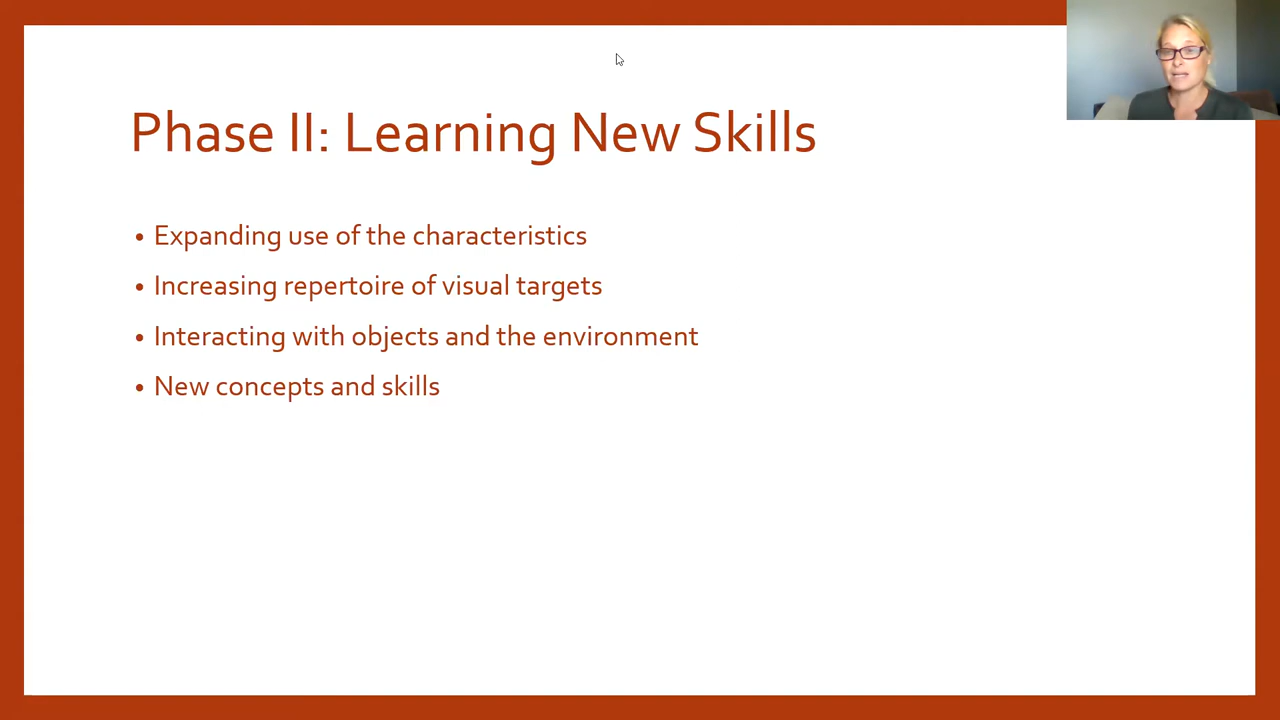 Phase II: Learning New Skills
• Expanding use of the characteristics
• Increasing repertoire of visual targets
• Interacting with objects and the environment
• New concepts and skills